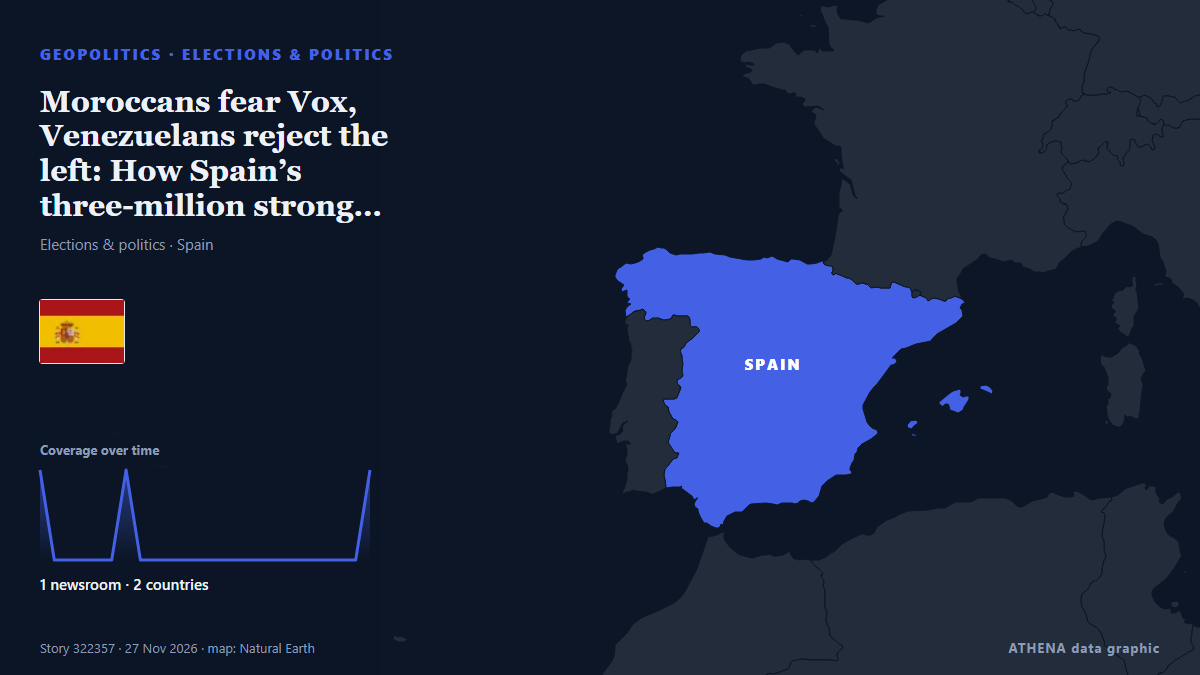 GEOPOLITICS · ELECTIONS & POLITICS
Moroccans fear Vox,
Venezuelans reject the
left: How Spain’s
three-million strong…
Elections & politics · Spain
SPAIN
Coverage over time
1 newsroom · 2 countries
Story 322357 · 27 Nov 2026 · map: Natural Earth
ATHENA data graphic